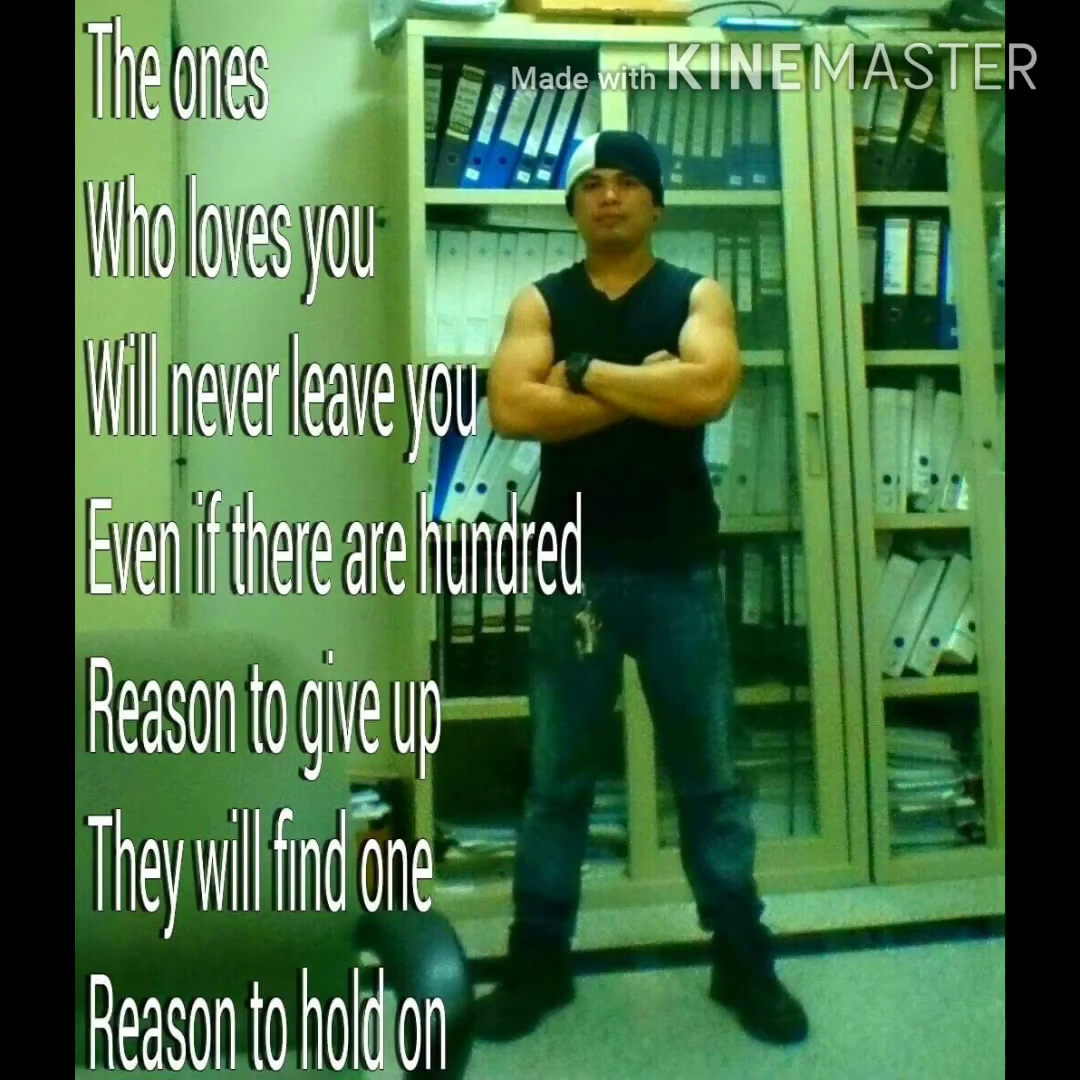 Made with KINEMASTER
The ones
Who loves you
Will never leave you
Even if there are hundred
Reason to give up
They will find one
Reason to hold on